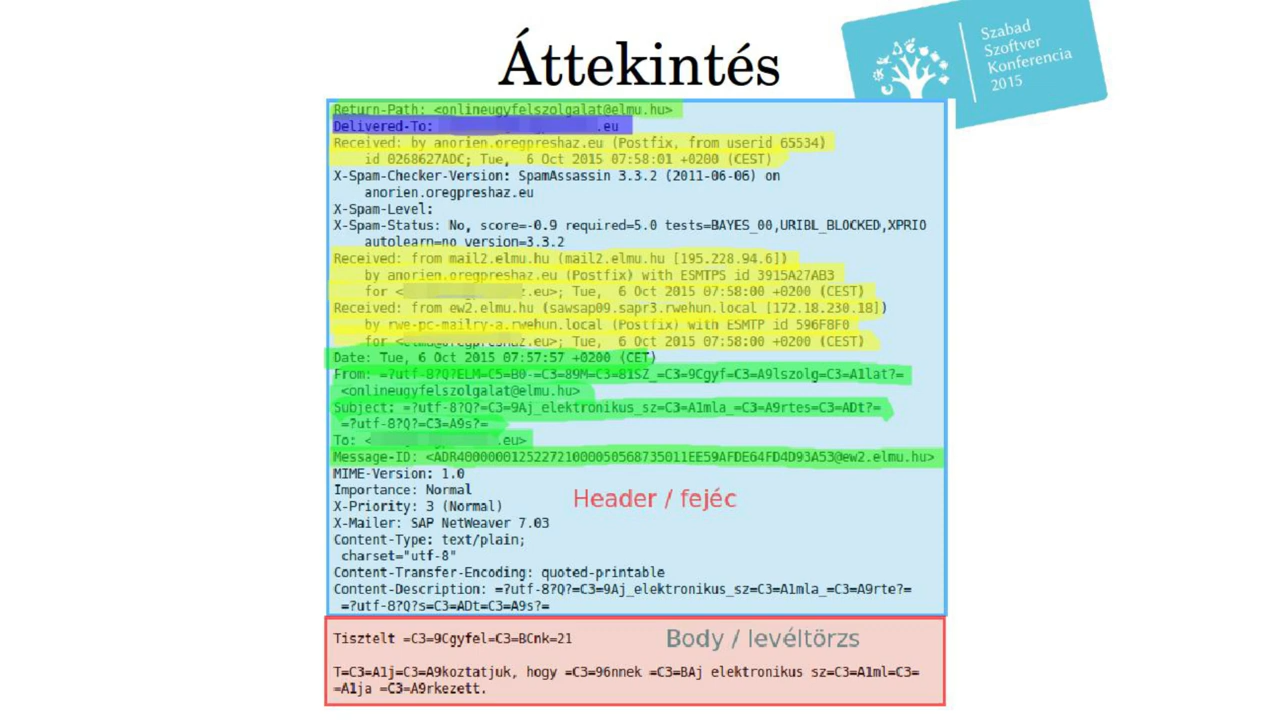 Áttekintés
Szabad
Szoftver
Konferencia
2015
Return-Path: <onlineugyfelszolgalat@elmu.hu>
Delivered-To: .eu
Received: by anorien.oregpreshaz.eu (Postfix, from userid 65534)
id 0268627ADC; Tue, 6 Oct 2015 07:58:01 +0200 (CEST)
X-Spam-Checker-Version: SpamAssassin 3.3.2 (2011-06-06) on
anorien.oregpreshaz.eu
X-Spam-Level:
X-Spam-Status: No, score=-0.9 required=5.0 tests=BAYES_00,URIBL_BLOCKED,XPRIO
autolearn=no version=3.3.2
Received: from mail2.elmu.hu (mail2.elmu.hu [195.228.94.6])
by anorien.oregpreshaz.eu (Postfix) with ESMTPS id 3915A27AB3
for < z.eu>; Tue, 6 Oct 2015 07:58:00 +0200 (CEST)
Received: from ew2.elmu.hu (sawsap09.sapr3.rwehun.local [172.18.230.18])
by rwe-pc-mailry-a.rwehun.local (Postfix) with ESMTP id 596F8F0
for <elmu@oregpreshaz.eu>; Tue, 6 Oct 2015 07:58:00 +0200 (CEST)
Date: Tue, 6 Oct 2015 07:57:57 +0200 (CET)
From: =?utf-8?Q?ELM=C5=B0-=C3=89M=C3=81SZ_=C3=9Cgyf=C3=A9lszolg=C3=A1lat?=
<onlineugyfelszolgalat@elmu.hu>
Subject: =?utf-8?Q?=C3=9Aj_elektronikus_sz=C3=A1mla_=C3=A9rtes=C3=ADt?=
=?utf-8?Q?=C3=A9s?=
To: < .eu>
Message-ID: <ADR40000001252272100005056873501 1EE59AFDE64FD4D93A53@ew2.elmu.hu>
MIME-Version: 1.0
Importance: Normal
X-Priority: 3 (Normal)
X-Mailer: SAP NetWeaver 7.03
Content-Type: text/plain;
charset="utf-8"
Content-Transfer-Encoding: quoted-printable
Content-Description: =?utf-8?Q?=C3=9Aj_elektronikus_sz=C3=A1mla_=C3=A9rte?=
=?utf-8?Q?s=C3=ADt=C3=A9s?=
Header / fejéc
Tisztelt =C3=9Cgyfel=C3=BCnk=21
Body / levéltörzs
T=C3=A1j=C3=A9koztatjuk, hogy =C3=96nnek =C3=BAj elektronikus sz=C3=A1ml=C3=
=A1ja =C3=A9rkezett.